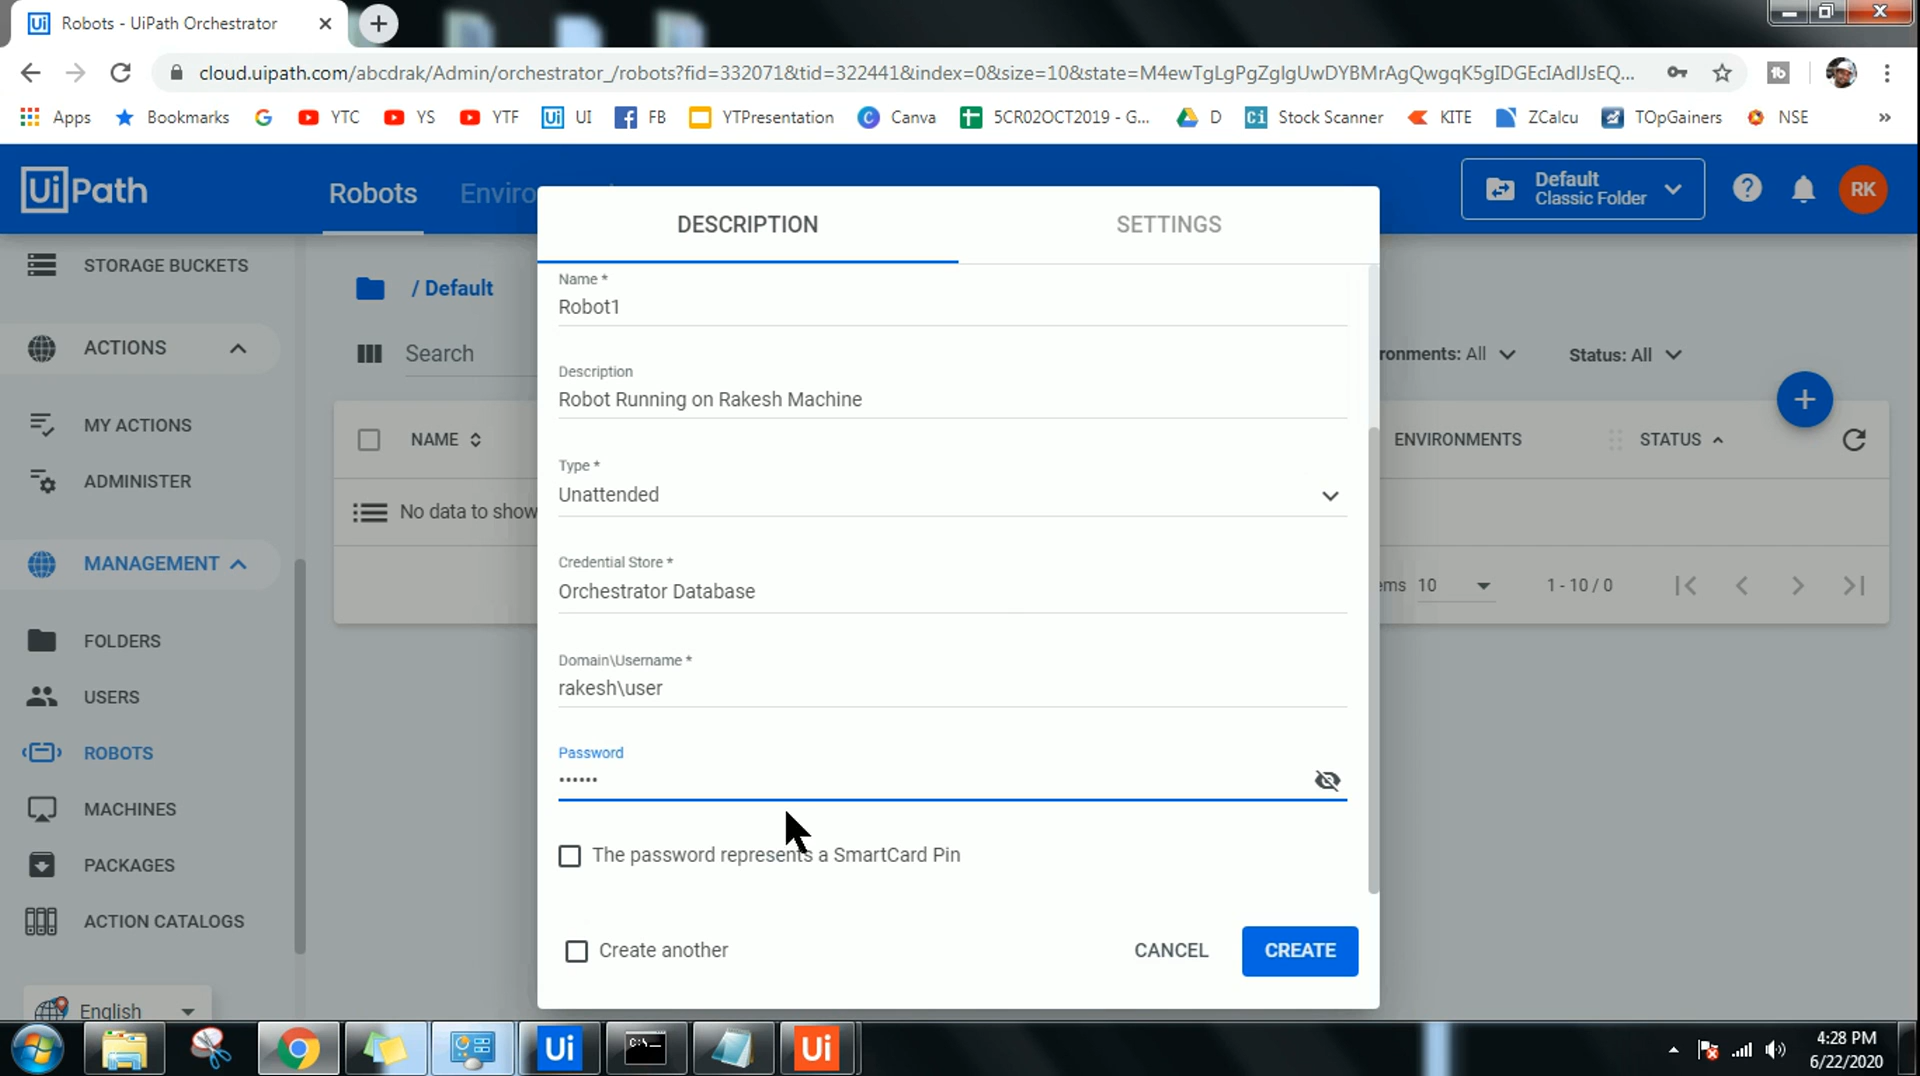 Robots - UiPath Orchestrator
cloud.uipath.com/abcdrak/Admin/orchestrator_/robots?fid=332071&tid=322441&index=0&size=10&state=
Apps Bookmarks YTC YS YTF UI FB YTPresentation Canva 5CR02OCT2019 - G... D Stock Scanner KITE ZCalcu TOpGainers NSE »
UiPath Robots Default
Classic Folder
RK
DESCRIPTION SETTINGS
STORAGE BUCKETS
/ Default
Name *
Robot1
ACTIONS
Search
: All
Status: All
Description
Robot Running on Rakesh Machine
MY ACTIONS
NAME
ENVIRONMENTS
STATUS
Type *
Unattended
ADMINISTER
No data to show
MANAGEMENT
Credential Store *
Orchestrator Database
10
1 - 10 / 0
FOLDERS
Domain\Username *
rakesh\user
USERS
ROBOTS
Password
••••••
MACHINES
The password represents a SmartCard Pin
PACKAGES
ACTION CATALOGS
Create another
CANCEL
CREATE
English
Ui
C:\
Ui
4:28 PM
6/22/2020